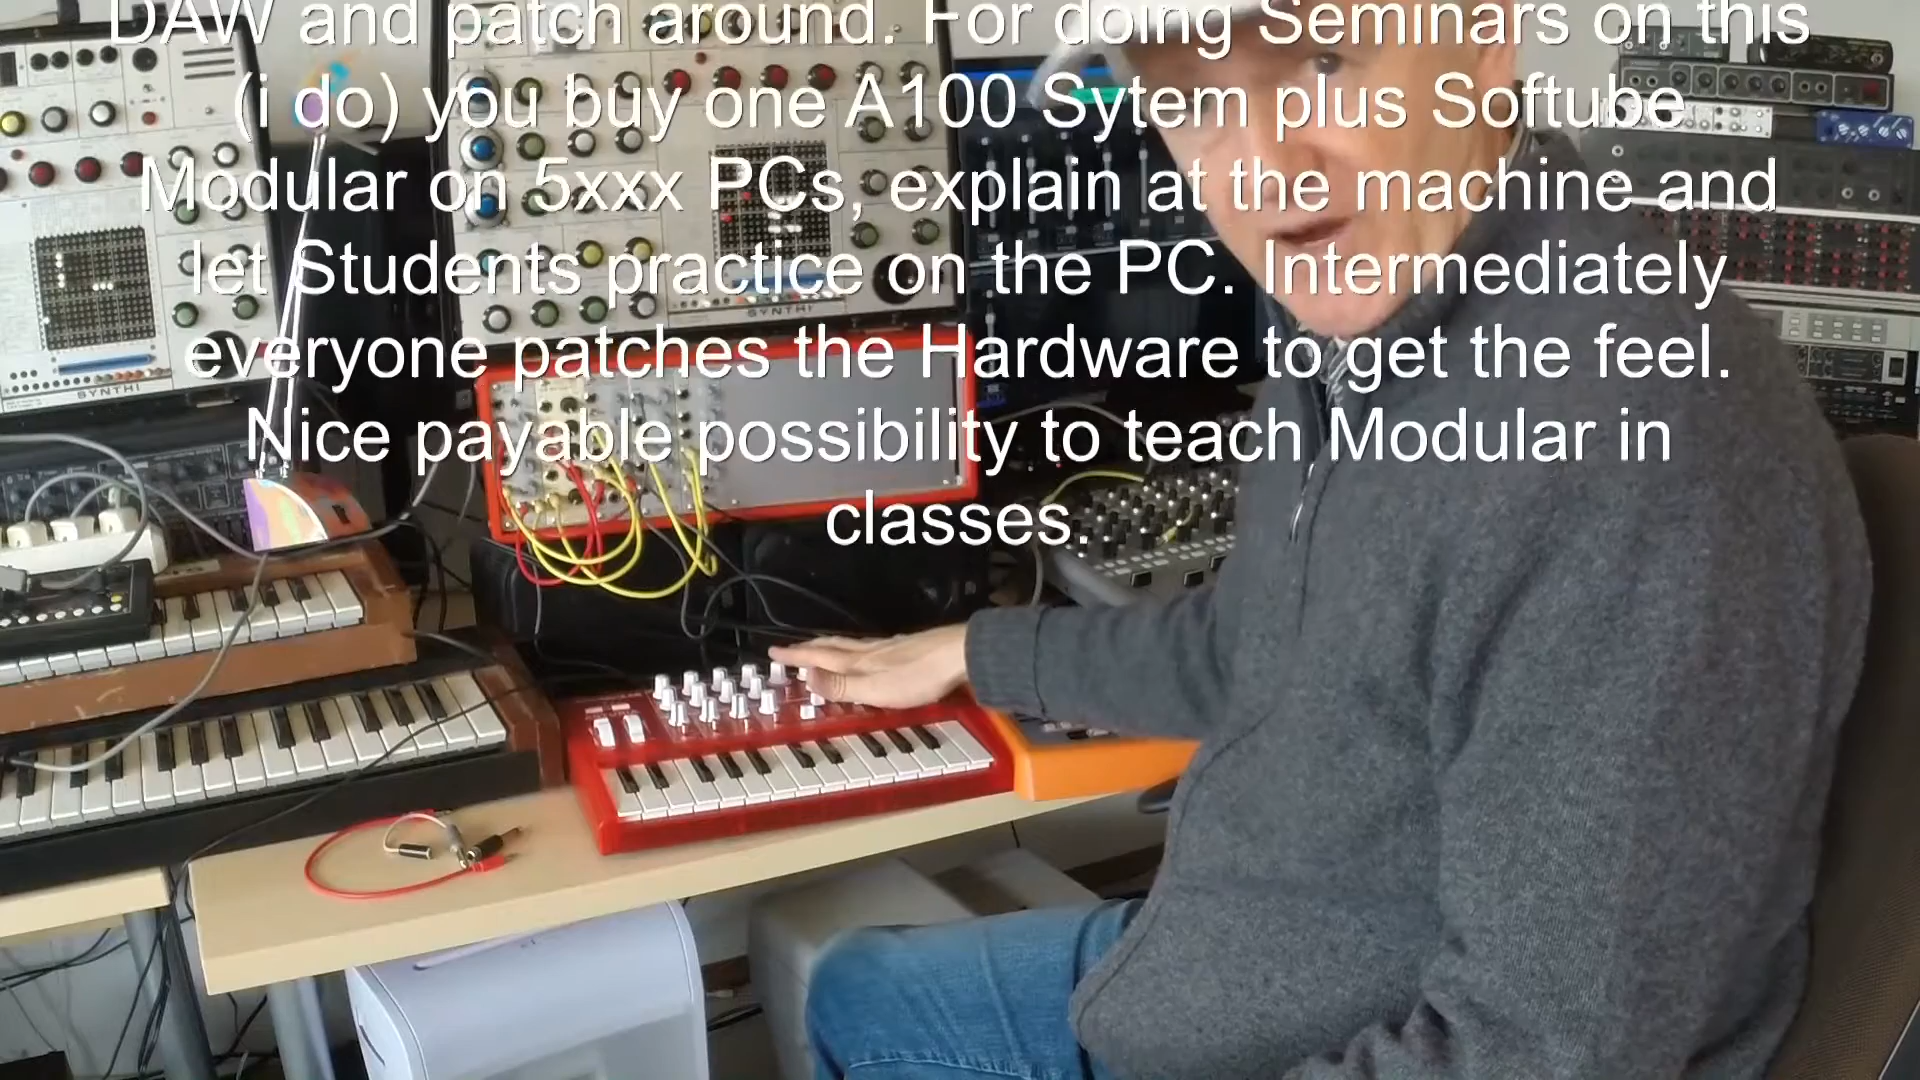 DAW and patch around. For doing Seminars on this
(i do) you buy one A100 Sytem plus Softube
Modular on 5xxx PCs, explain at the machine and
let Students practice on the PC. Intermediately
everyone patches the Hardware to get the feel.
Nice payable possibility to teach Modular in
classes.
SYNTHI
SYNTHI